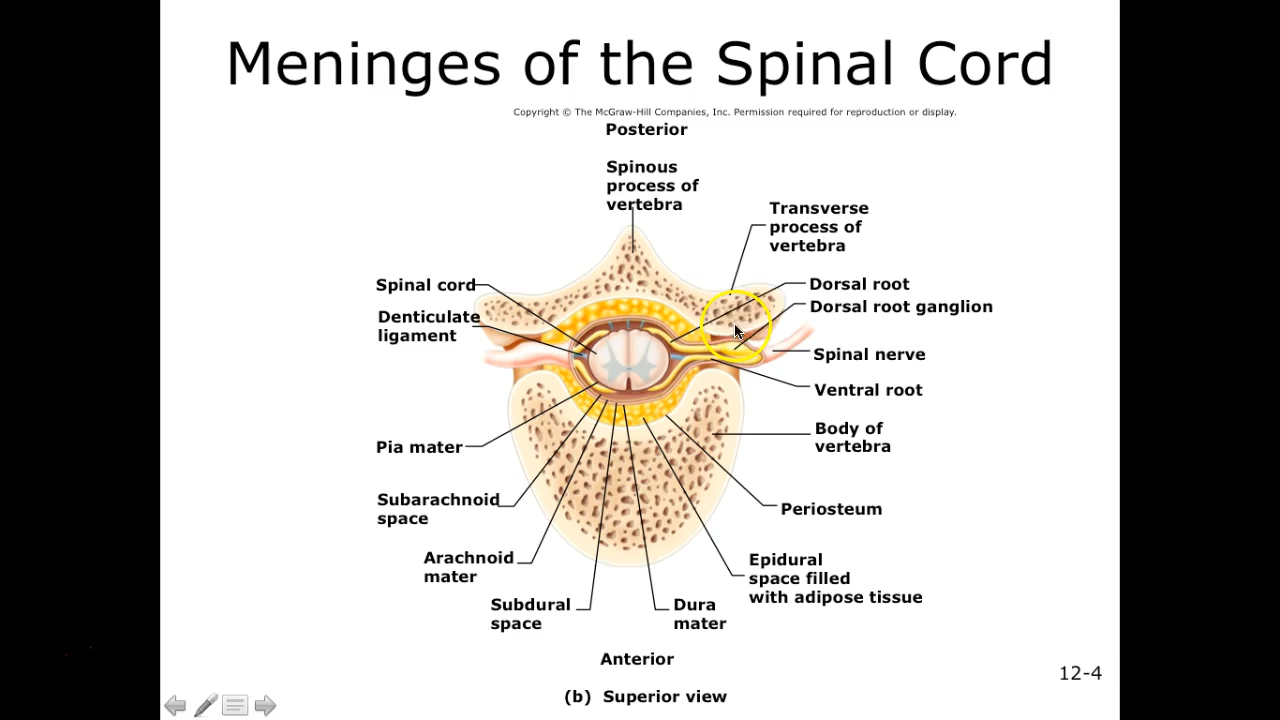 Meninges of the Spinal Cord
Copyright © The McGraw-Hill Companies, Inc. Permission required for reproduction or display.
Posterior
Spinous
process of
vertebra
Transverse
process of
vertebra
Spinal cord
Dorsal root
Dorsal root ganglion
Denticulate
ligament
Spinal nerve
Ventral root
Body of
vertebra
Pia mater
Subarachnoid
space
Periosteum
Arachnoid
mater
Epidural
space filled
with adipose tissue
Subdural
space
Dura
mater
Anterior
12-4
(b) Superior view